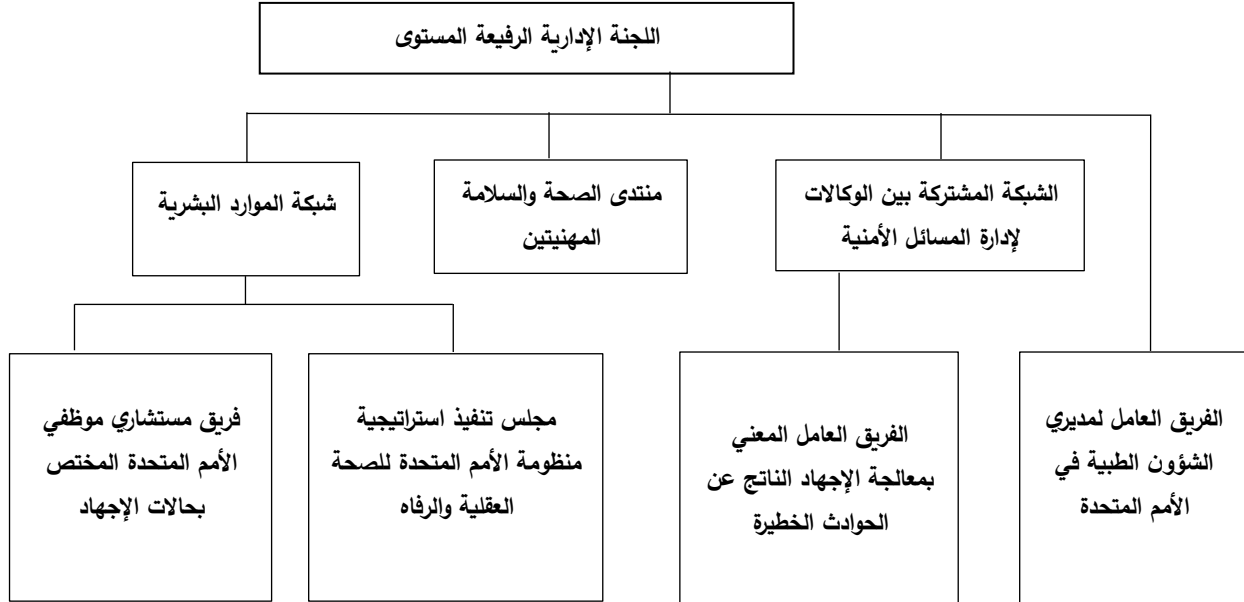 اللجنة الإدارية الرفيعة المستوى
الشبكة المشتركة بين الوكالات
لإدارة المسائل الأمنية
منتدى الصحة والسلامة
المهنيتين
شبكة الموارد البشرية
الفريق العامل لمديري
الشؤون الطبية في
الأمم المتحدة
الفريق العامل المعني
بمعالجة الإجهاد الناتج عن
الحوادث الخطيرة
مجلس تنفيذ استراتيجية
منظومة الأمم المتحدة للصحة
العقلية والرفاه
فريق مستشاري موظفي
الأمم المتحدة المختص
بحالات الإجهاد